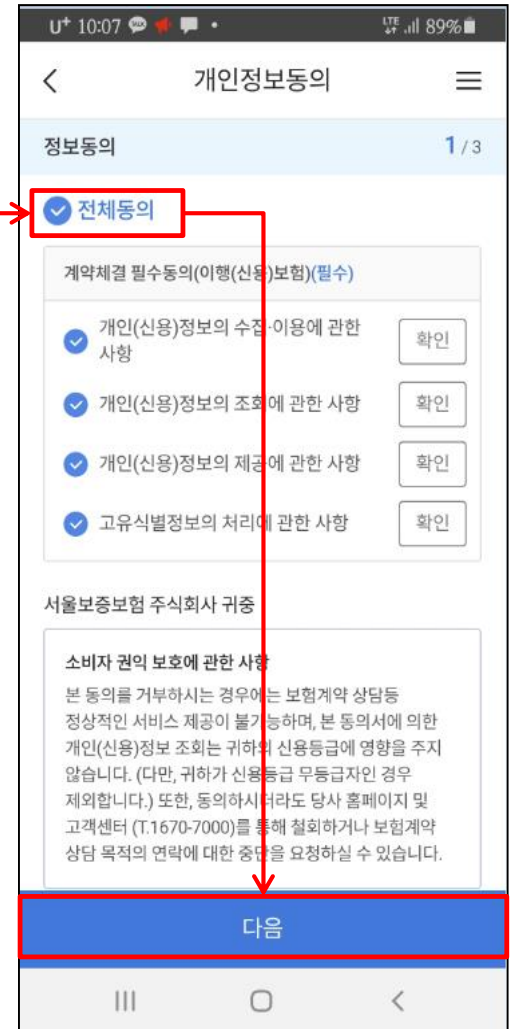 U+ 10:07
LTE 89%
개인정보동의
정보동의 1 / 3
전체동의
계약체결 필수동의(이행(신용)보험)(필수)
개인(신용)정보의 수집·이용에 관한
사항
확인
개인(신용)정보의 조회에 관한 사항 확인
개인(신용)정보의 제공에 관한 사항 확인
고유식별정보의 처리에 관한 사항 확인
서울보증보험 주식회사 귀중
소비자 권익 보호에 관한 사항
본 동의를 거부하시는 경우에는 보험계약 상담등
정상적인 서비스 제공이 불가능하며, 본 동의서에 의한
개인(신용)정보 조회는 귀하의 신용등급에 영향을 주지
않습니다. (다만, 귀하가 신용등급 무등급자인 경우
제외합니다.) 또한, 동의하시더라도 당사 홈페이지 및
고객센터 (T.1670-7000)를 통해 철회하거나 보험계약
상담 목적의 연락에 대한 중단을 요청하실 수 있습니다.
다음